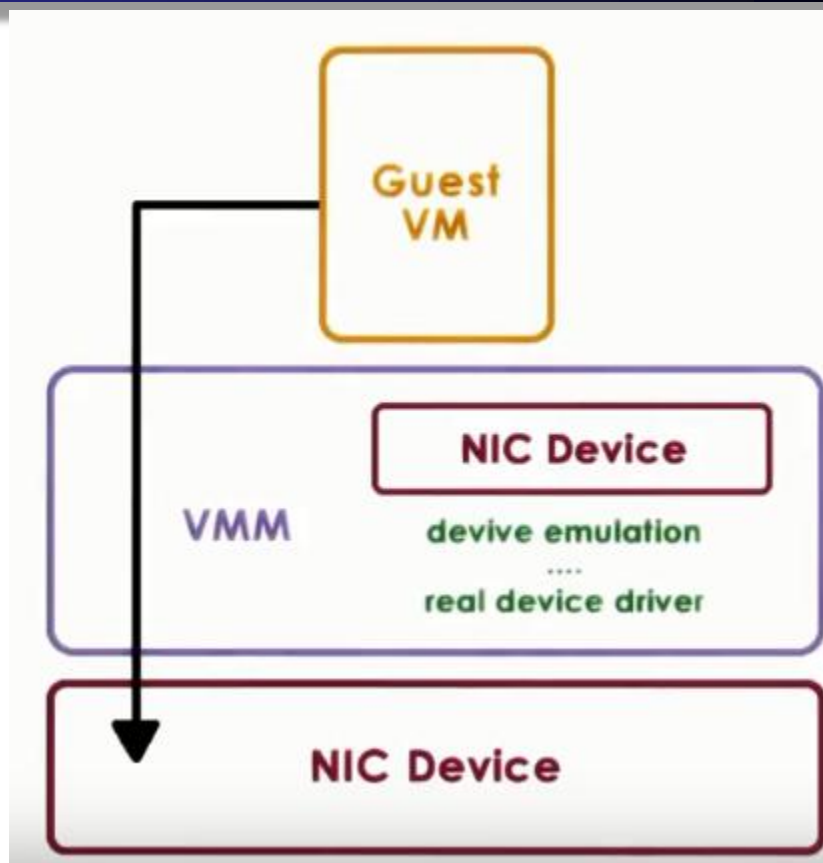 Guest
VM
NIC Device
VMM
devive emulation
....
real device driver
NIC Device